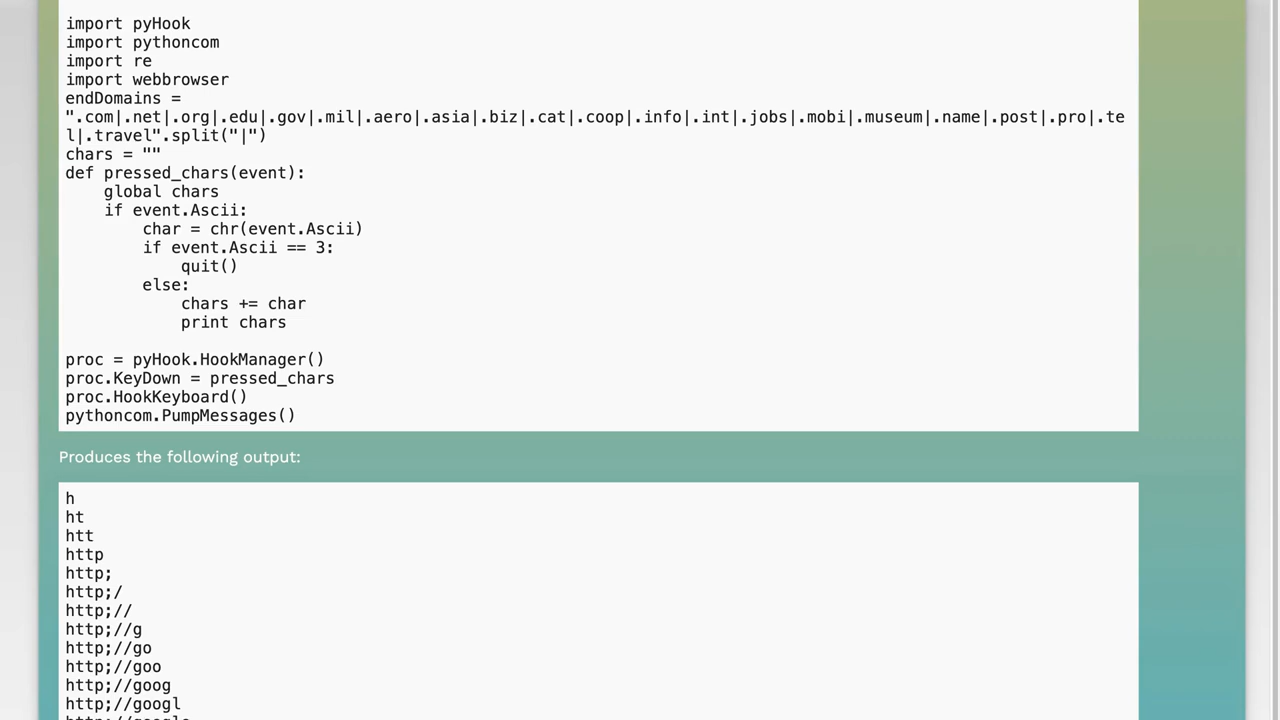 import pyHook
import pythoncom
import re
import webbrowser
endDomains =
".com|.net|.org|.edu|.gov|.mil|.aero|.asia|.biz|.cat|.coop|.info|.int|.jobs|.mobi|.museum|.name|.post|.pro|.te
l|.travel".split("|")
chars = ""
def pressed_chars(event):
    global chars
    if event.Ascii:
        char = chr(event.Ascii)
        if event.Ascii == 3:
            quit()
        else:
            chars += char
            print chars

proc = pyHook.HookManager()
proc.KeyDown = pressed_chars
proc.HookKeyboard()
pythoncom.PumpMessages()
Produces the following output:
h
ht
htt
http
http;
http;/
http;//
http;//g
http;//go
http;//goo
http;//goog
http;//googl